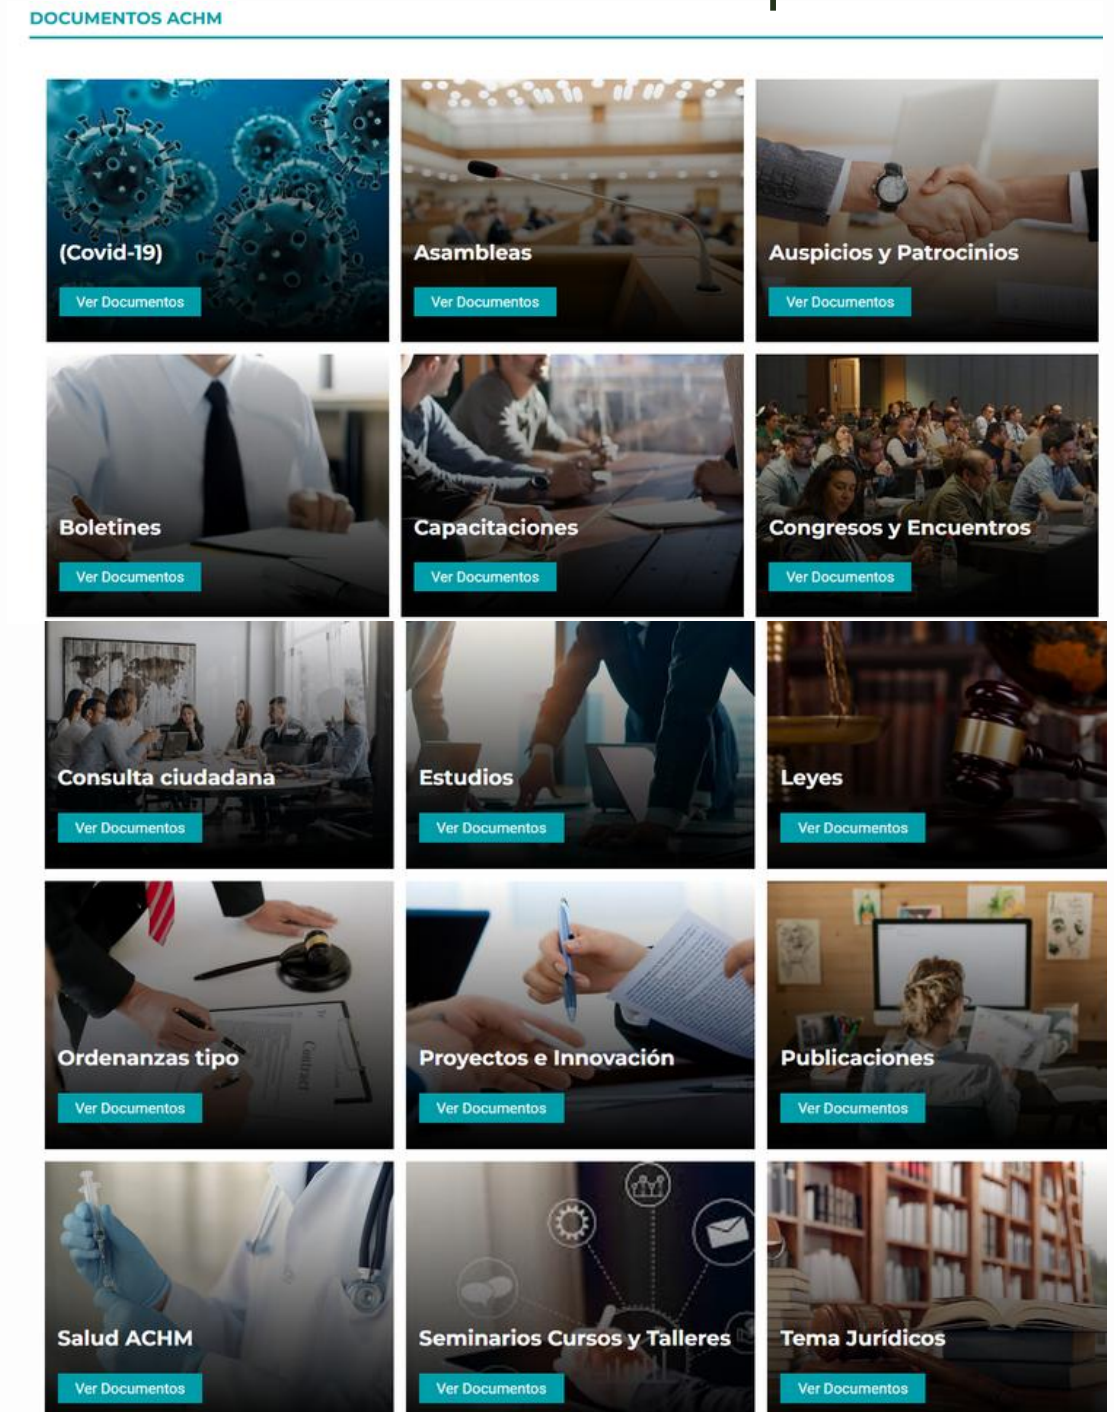 DOCUMENTOS ACHM
(Covid-19)
Ver Documentos
Asambleas
Ver Documentos
Auspicios y Patrocinios
Ver Documentos
Boletines
Ver Documentos
Capacitaciones
Ver Documentos
Congresos y Encuentros
Ver Documentos
Consulta ciudadana
Ver Documentos
Estudios
Ver Documentos
Leyes
Ver Documentos
Ordenanzas tipo
Ver Documentos
Contract
Proyectos e Innovación
Ver Documentos
Publicaciones
Ver Documentos
Salud ACHM
Ver Documentos
Seminarios Cursos y Talleres
Ver Documentos
Tema Jurídicos
Ver Documentos